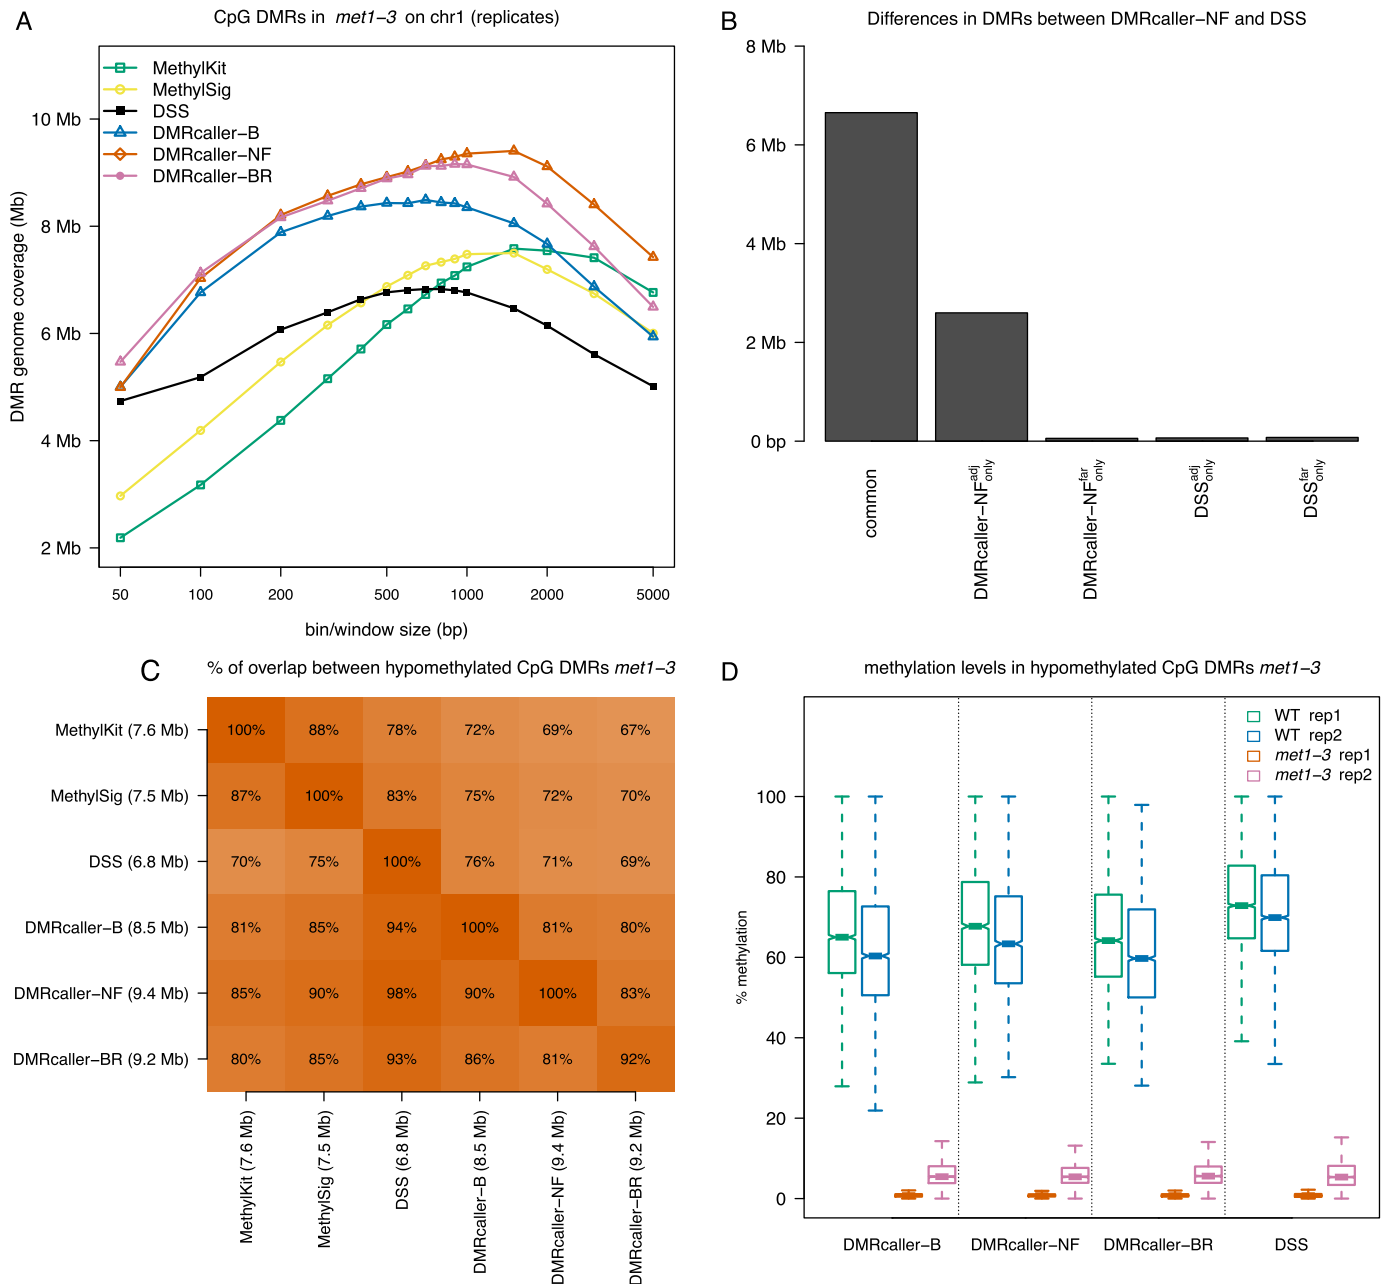 A
CpG DMRs in met1−3 on chr1 (replicates)
MethylKit
MethylSig
DSS
DMRcaller−B
DMRcaller−NF
DMRcaller−BR
10 Mb
8 Mb
6 Mb
4 Mb
2 Mb
DMR genome coverage (Mb)
50 100 200 500 1000 2000 5000
bin/window size (bp)
B
Differences in DMRs between DMRcaller−NF and DSS
8 Mb
6 Mb
4 Mb
2 Mb
0 bp
common
DMRcaller−NF adj only
DMRcaller−NF far only
DSS adj only
DSS far only
C
% of overlap between hypomethylated CpG DMRs met1−3
MethylKit (7.6 Mb) 100% 88% 78% 72% 69% 67%
MethylSig (7.5 Mb) 87% 100% 83% 75% 72% 70%
DSS (6.8 Mb) 70% 75% 100% 76% 71% 69%
DMRcaller−B (8.5 Mb) 81% 85% 94% 100% 81% 80%
DMRcaller−NF (9.4 Mb) 85% 90% 98% 90% 100% 83%
DMRcaller−BR (9.2 Mb) 80% 85% 93% 86% 81% 92%
MethylKit (7.6 Mb)
MethylSig (7.5 Mb)
DSS (6.8 Mb)
DMRcaller−B (8.5 Mb)
DMRcaller−NF (9.4 Mb)
DMRcaller−BR (9.2 Mb)
D
methylation levels in hypomethylated CpG DMRs met1−3
WT rep1
WT rep2
met1−3 rep1
met1−3 rep2
100
80
60
40
20
0
% methylation
DMRcaller−B DMRcaller−NF DMRcaller−BR DSS